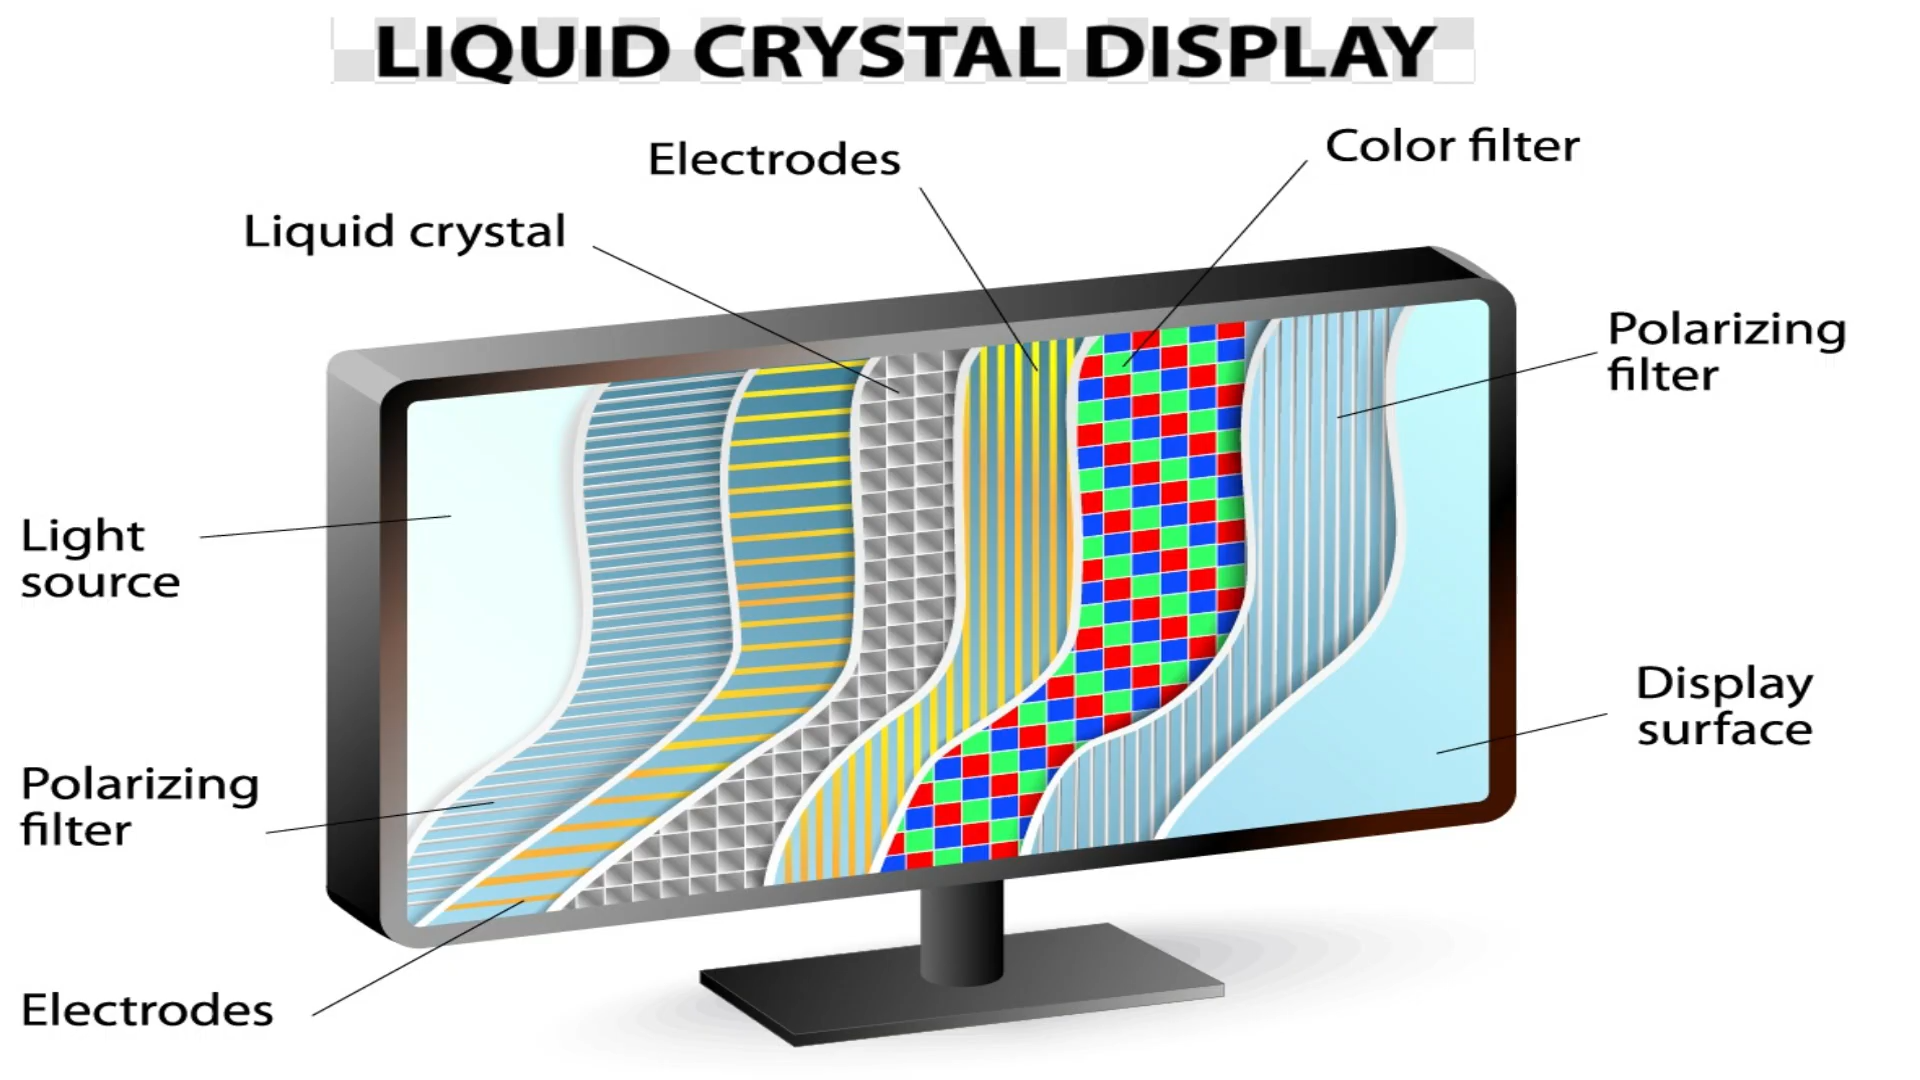 LIQUID CRYSTAL DISPLAY
Electrodes
Color filter
Liquid crystal
Polarizing
filter
Light
source
Display
surface
Polarizing
filter
Electrodes